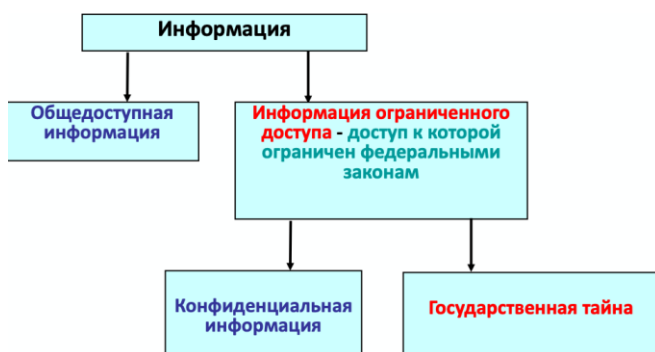 Информация
Общедоступная
информация
Информация ограниченного
доступа - доступ к которой
ограничен федеральными
законам
Конфиденциальная
информация
Государственная тайна